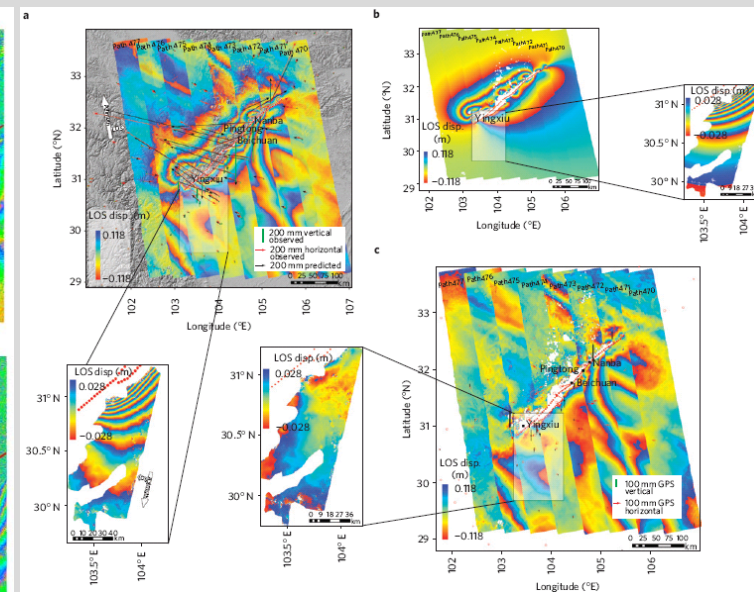 a
Path 477
Path 476
Path 475
Path 474
Path 473
Path 472
Path 471
Path 470
33
32
31
30
29
Latitude (°N)
Nanba
Pingtong
Beichuan
Yingxiu
LOS disp. (m)
0.118
−0.118
200 mm vertical
observed
200 mm horizontal
observed
200 mm predicted
0 25 50 75 100
km
102 103 104 105 106 107
Longitude (°E)
b
Path 475
Path 474
Path 473
Path 472
Path 471
Path 470
33
32
31
29
Latitude (°N)
Yingxiu
LOS disp.
(m)
0.118
−0.118
0 25 50 75 100
km
102 103 104 105 106
Longitude (°E)
LOS disp. (m)
0.028
−0.028
31° N
30.5° N
30° N
0 9 18 27 3
103.5° E
104° E
c
Path 477
Path 476
Path 475
Path 474
Path 473
Path 472
Path 471
Path 470
33
32
31
30
29
Latitude (°N)
Nanba
Pingtong
Beichuan
Yingxiu
LOS disp.
(m)
0.118
−0.118
100 mm GPS
vertical
100 mm GPS
horizontal
0 25 50 75 100
km
102 103 104 105 106
Longitude (°E)
LOS disp. (m)
0.028
−0.028
31° N
30.5° N
30° N
0 10 20 30 40
km
103.5° E
104° E
LOS disp. (m)
0.028
−0.028
31° N
30.5° N
30° N
0 9 18 27 36
km
103.5° E
104° E